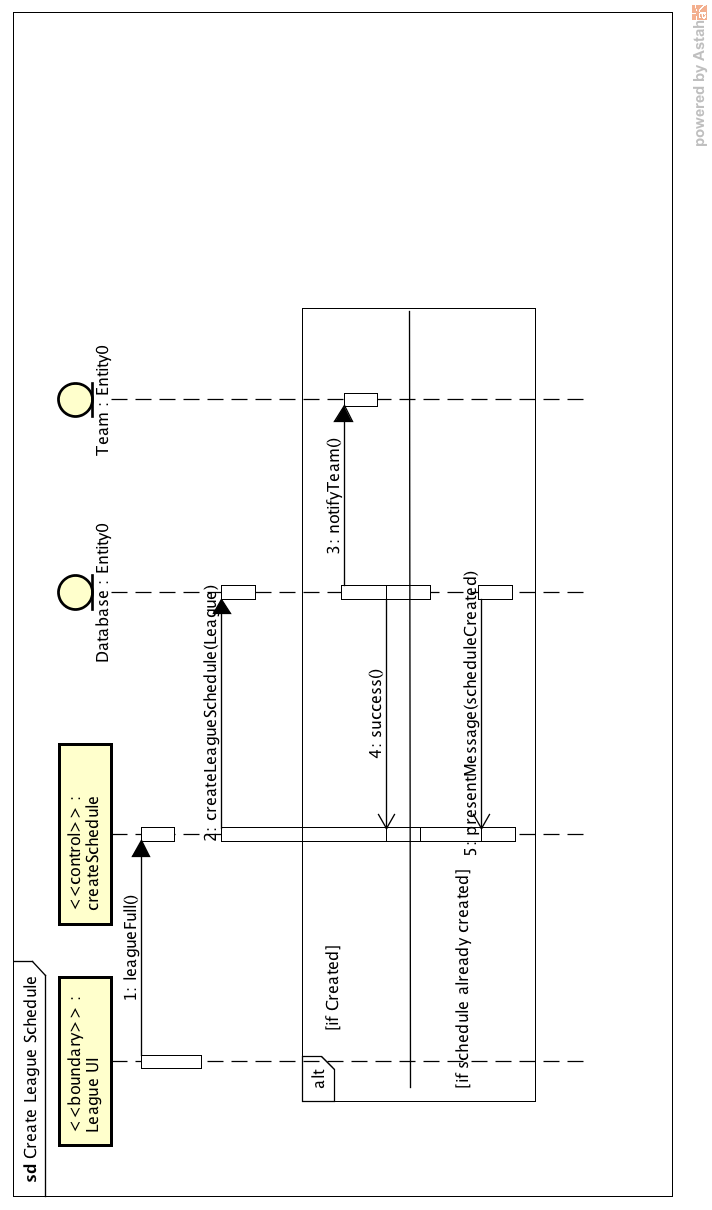 sd Create League Schedule
<<boundary>> :
League UI
<<control>> :
createSchedule
Database : Entity0
Team : Entity0
1: leagueFull()
2: createLeagueSchedule(League)
alt
[if Created]
3: notifyTeam()
4: success()
[if schedule already created]
5: presentMessage(scheduleCreated)
powered by Astah